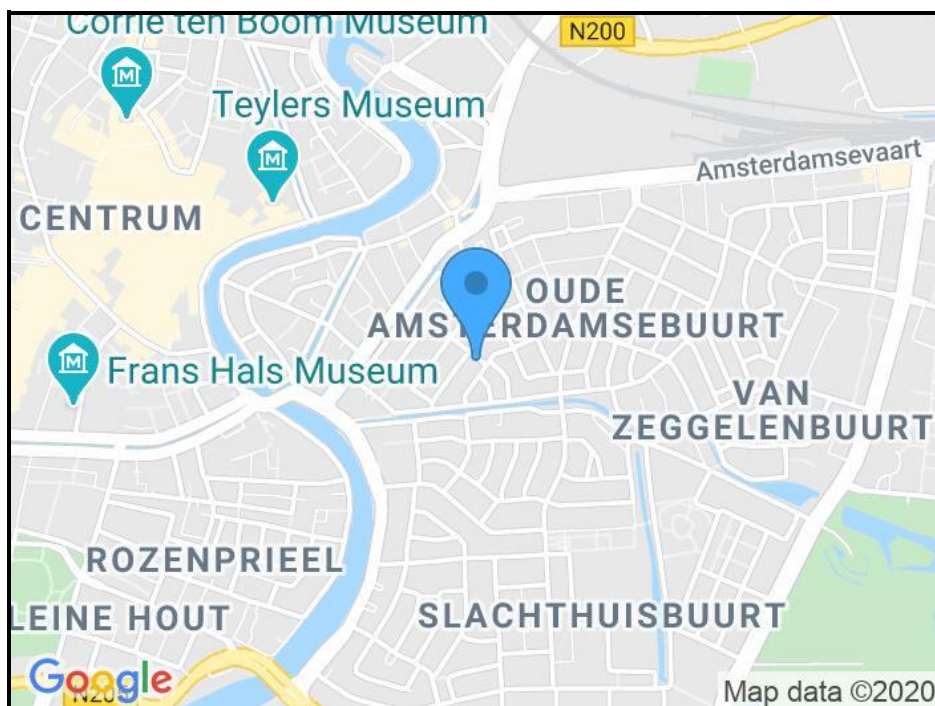 Corrie ten Boom Museum
N200
Teylers Museum
Amsterdamsevaart
CENTRUM
OUDE
AMSTERDAMSEBUURT
Frans Hals Museum
VAN
ZEGGELENBUURT
ROZENPRIEEL
LEINE HOUT
SLACHTHUISBUURT
Google
Map data ©2020